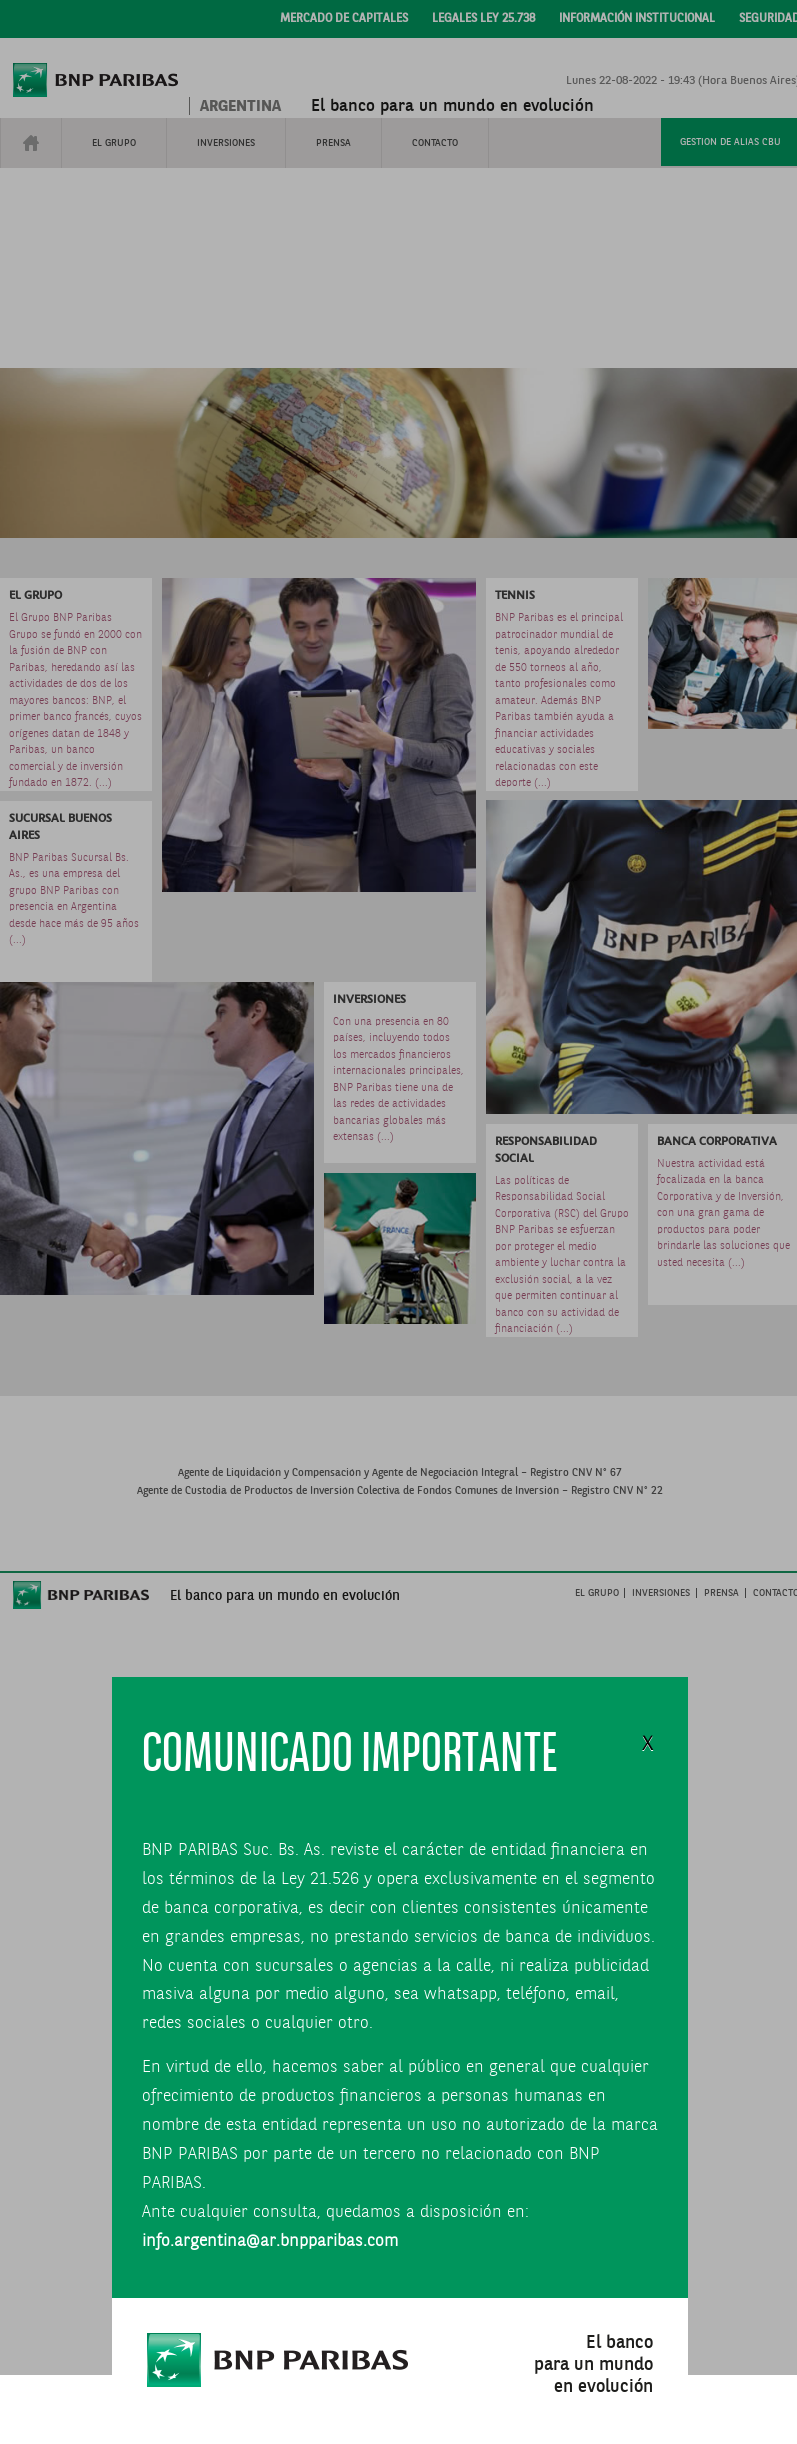 MERCADO DE CAPITALES LEGALES LEY 25.738 INFORMACIÓN INSTITUCIONAL SEGURIDAD
BNP PARIBAS
Lunes 22-08-2022 - 19:43 (Hora Buenos Aires)
ARGENTINA El banco para un mundo en evolución
EL GRUPO INVERSIONES PRENSA CONTACTO GESTION DE ALIAS CBU
EL GRUPO
El Grupo BNP Paribas
Grupo se fundó en 2000 con
la fusión de BNP con
Paribas, heredando así las
actividades de dos de los
mayores bancos: BNP, el
primer banco francés, cuyos
orígenes datan de 1848 y
Paribas, un banco
comercial y de inversión
fundado en 1872. (...)
TENNIS
BNP Paribas es el principal
patrocinador mundial de
tenis, apoyando alrededor
de 550 torneos al año,
tanto profesionales como
amateur. Además BNP
Paribas también ayuda a
financiar actividades
educativas y sociales
relacionadas con este
deporte (...)
SUCURSAL BUENOS
AIRES
BNP Paribas Sucursal Bs.
As., es una empresa del
grupo BNP Paribas con
presencia en Argentina
desde hace más de 95 años
(...)
BNP PARIBA
INVERSIONES
Con una presencia en 80
países, incluyendo todos
los mercados financieros
internacionales principales,
BNP Paribas tiene una de
las redes de actividades
bancarias globales más
extensas (...)
FRANCE
RESPONSABILIDAD
SOCIAL
Las políticas de
Responsabilidad Social
Corporativa (RSC) del Grupo
BNP Paribas se esfuerzan
por proteger el medio
ambiente y luchar contra la
exclusión social, a la vez
que permiten continuar al
banco con su actividad de
financiación (...)
BANCA CORPORATIVA
Nuestra actividad está
focalizada en la banca
Corporativa y de Inversión,
con una gran gama de
productos para poder
brindarle las soluciones que
usted necesita (...)
Agente de Liquidación y Compensación y Agente de Negociación Integral – Registro CNV N° 67
Agente de Custodia de Productos de Inversión Colectiva de Fondos Comunes de Inversión – Registro CNV N° 22
BNP PARIBAS El banco para un mundo en evolución EL GRUPO | INVERSIONES | PRENSA | CONTACTO
COMUNICADO IMPORTANTE X
BNP PARIBAS Suc. Bs. As. reviste el carácter de entidad financiera en
los términos de la Ley 21.526 y opera exclusivamente en el segmento
de banca corporativa, es decir con clientes consistentes únicamente
en grandes empresas, no prestando servicios de banca de individuos.
No cuenta con sucursales o agencias a la calle, ni realiza publicidad
masiva alguna por medio alguno, sea whatsapp, teléfono, email,
redes sociales o cualquier otro.
En virtud de ello, hacemos saber al público en general que cualquier
ofrecimiento de productos financieros a personas humanas en
nombre de esta entidad representa un uso no autorizado de la marca
BNP PARIBAS por parte de un tercero no relacionado con BNP
PARIBAS.
Ante cualquier consulta, quedamos a disposición en:
info.argentina@ar.bnpparibas.com
BNP PARIBAS
El banco
para un mundo
en evolución